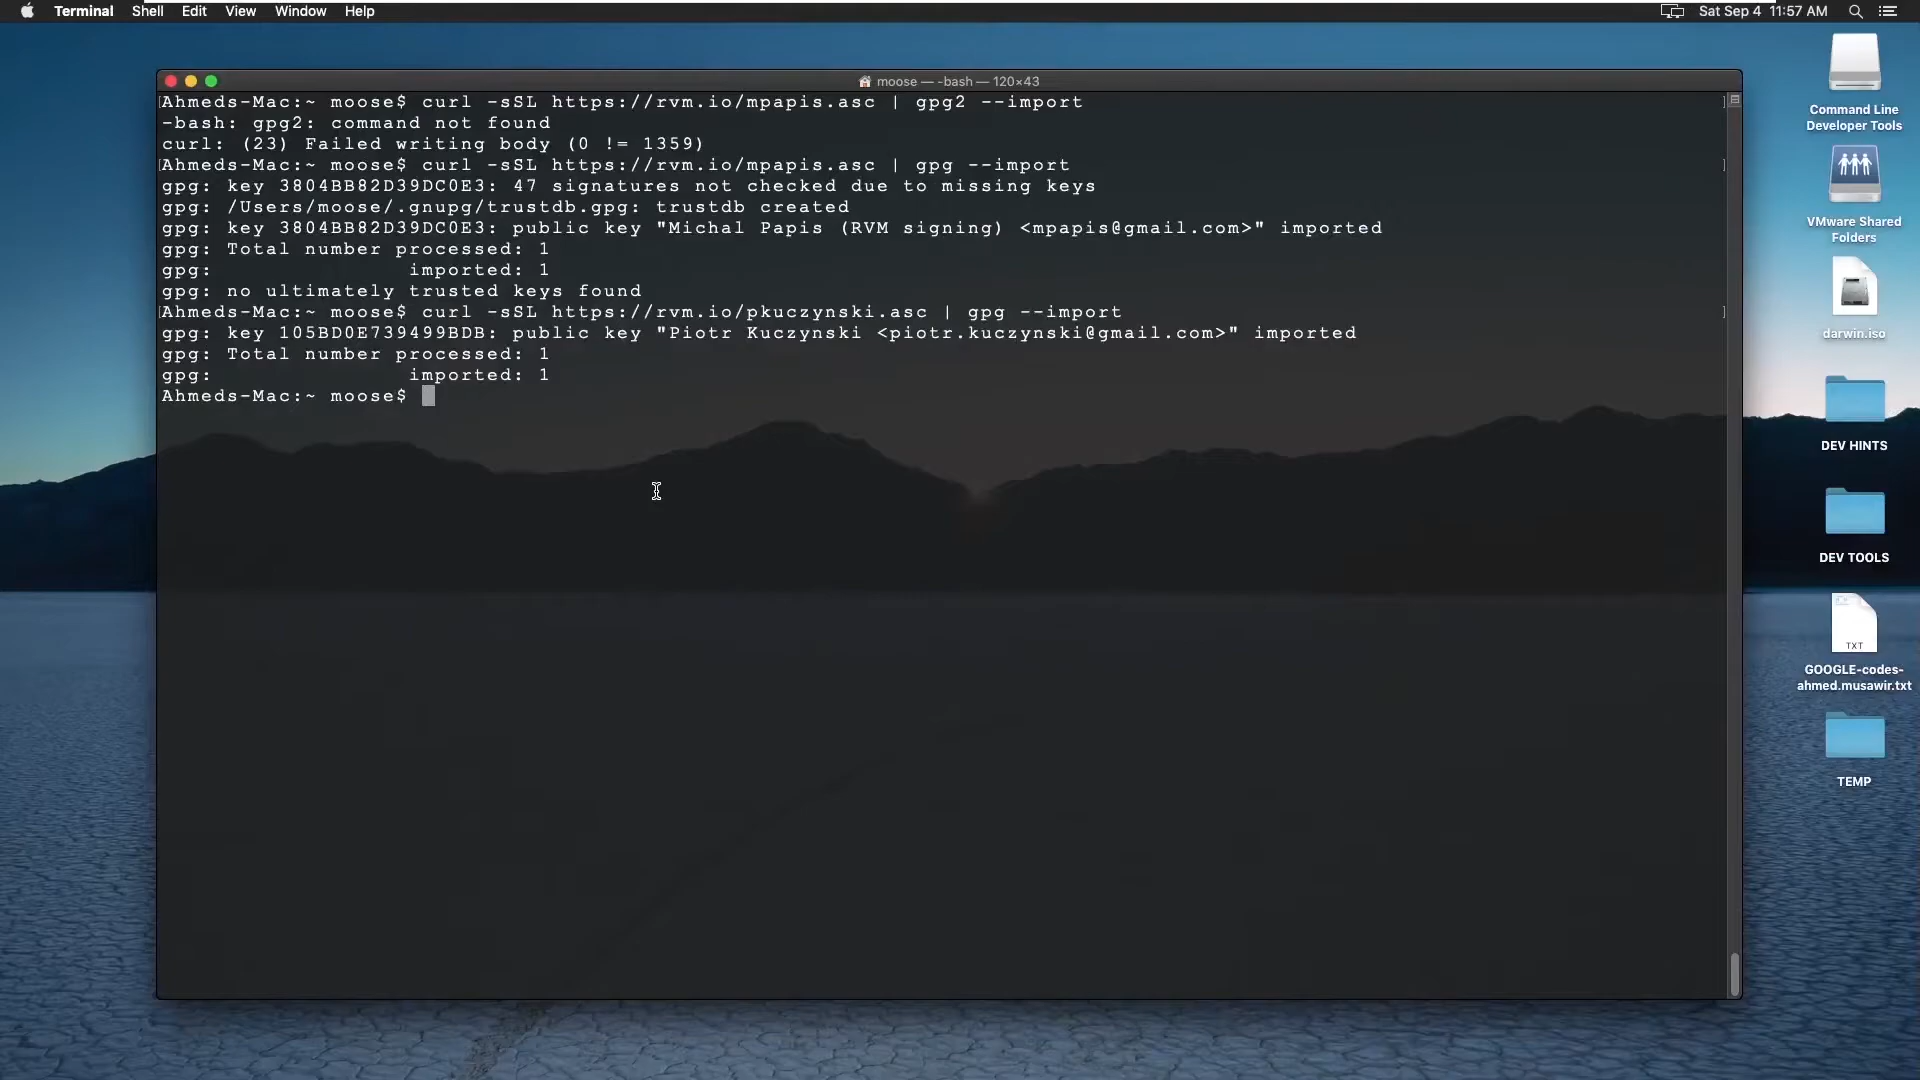 Terminal Shell Edit View Window Help Sat Sep 4 11:57 AM
moose — -bash — 120×43
Ahmeds-Mac:~ moose$ curl -sSL https://rvm.io/mpapis.asc | gpg2 --import
-bash: gpg2: command not found
curl: (23) Failed writing body (0 != 1359)
Ahmeds-Mac:~ moose$ curl -sSL https://rvm.io/mpapis.asc | gpg --import
gpg: key 3804BB82D39DC0E3: 47 signatures not checked due to missing keys
gpg: /Users/moose/.gnupg/trustdb.gpg: trustdb created
gpg: key 3804BB82D39DC0E3: public key "Michal Papis (RVM signing) <mpapis@gmail.com>" imported
gpg: Total number processed: 1
gpg:               imported: 1
gpg: no ultimately trusted keys found
Ahmeds-Mac:~ moose$ curl -sSL https://rvm.io/pkuczynski.asc | gpg --import
gpg: key 105BD0E739499BDB: public key "Piotr Kuczynski <piotr.kuczynski@gmail.com>" imported
gpg: Total number processed: 1
gpg:               imported: 1
Ahmeds-Mac:~ moose$
Command Line
Developer Tools
VMware Shared
Folders
darwin.iso
DEV HINTS
DEV TOOLS
TXT
GOOGLE-codes-
ahmed.musawir.txt
TEMP